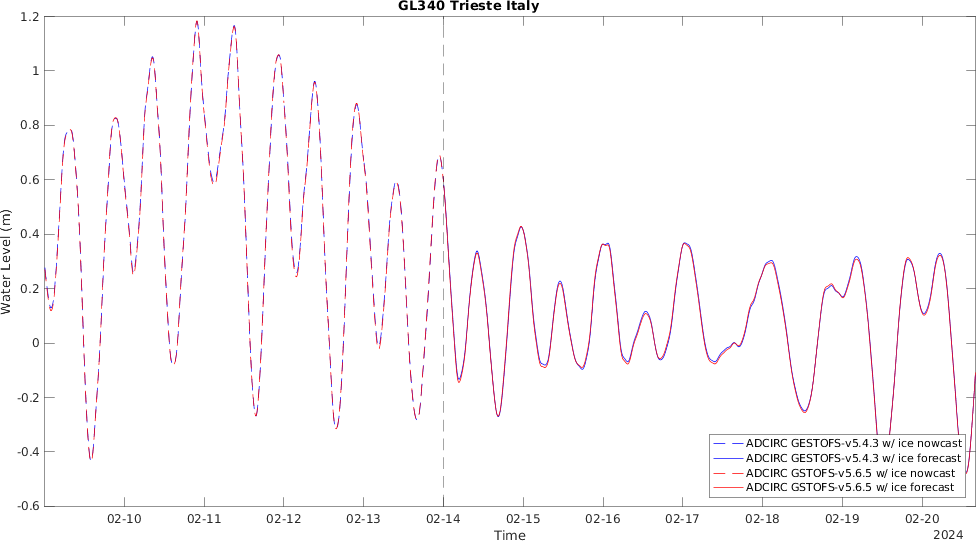 GL340 Trieste Italy
1.2
1
0.8
0.6
0.4
0.2
0
-0.2
-0.4
-0.6
Water Level (m)
ADCIRC GESTOFS-v5.4.3 w/ ice nowcast
ADCIRC GESTOFS-v5.4.3 w/ ice forecast
ADCIRC GSTOFS-v5.6.5 w/ ice nowcast
ADCIRC GSTOFS-v5.6.5 w/ ice forecast
02-10 02-11 02-12 02-13 02-14 02-15 02-16 02-17 02-18 02-19 02-20
Time
2024